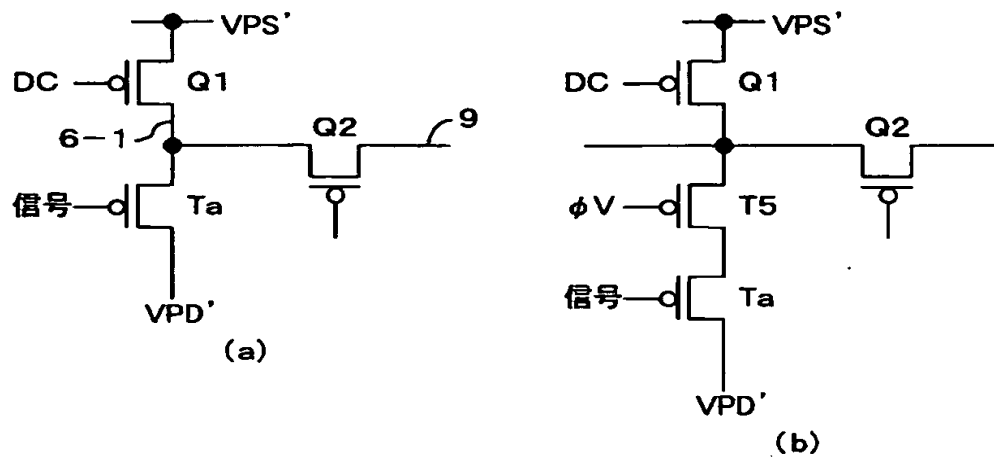 VPS'
DC
Q1
6-1
Q2
9
信号
Ta
VPD'
(a)
VPS'
DC
Q1
Q2
φV
T5
信号
Ta
VPD'
(b)